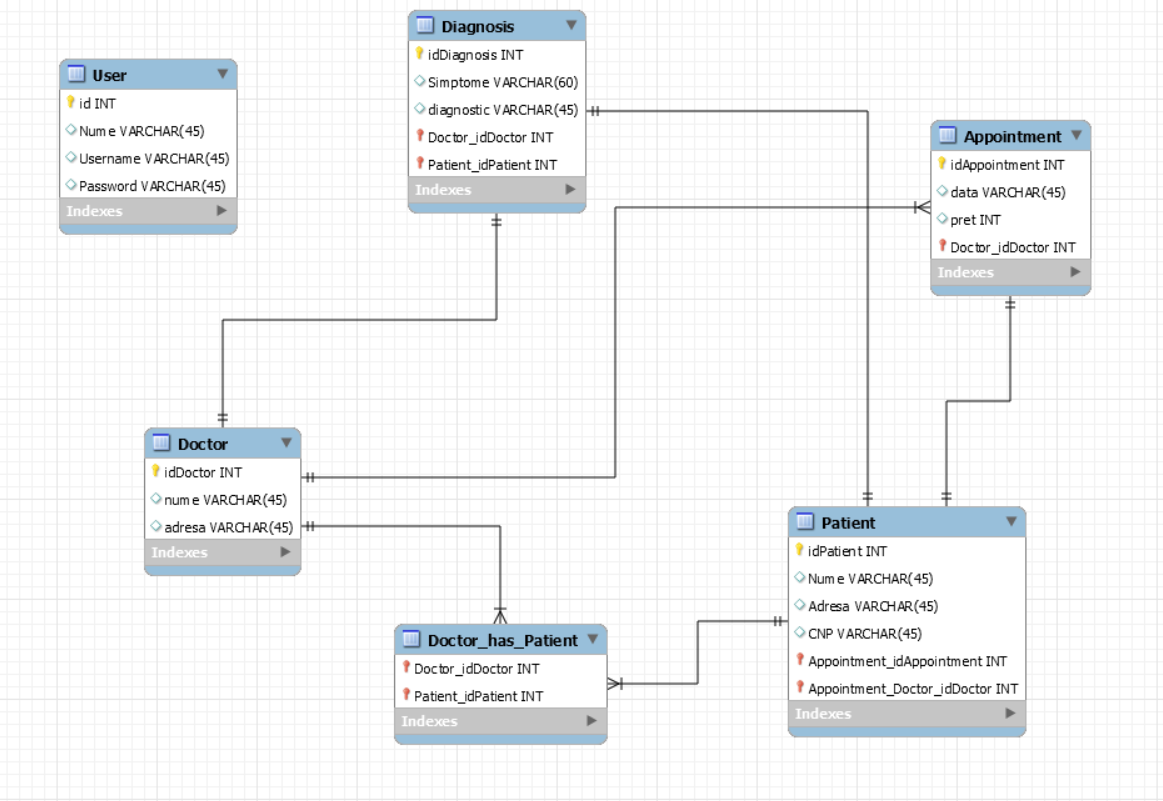 User
id INT
Nume VARCHAR(45)
Username VARCHAR(45)
Password VARCHAR(45)
Indexes
Diagnosis
idDiagnosis INT
Simptome VARCHAR(60)
diagnostic VARCHAR(45)
Doctor_idDoctor INT
Patient_idPatient INT
Indexes
Appointment
idAppointment INT
data VARCHAR(45)
pret INT
Doctor_idDoctor INT
Indexes
Doctor
idDoctor INT
nume VARCHAR(45)
adresa VARCHAR(45)
Indexes
Doctor_has_Patient
Doctor_idDoctor INT
Patient_idPatient INT
Indexes
Patient
idPatient INT
Nume VARCHAR(45)
Adresa VARCHAR(45)
CNP VARCHAR(45)
Appointment_idAppointment INT
Appointment_Doctor_idDoctor INT
Indexes